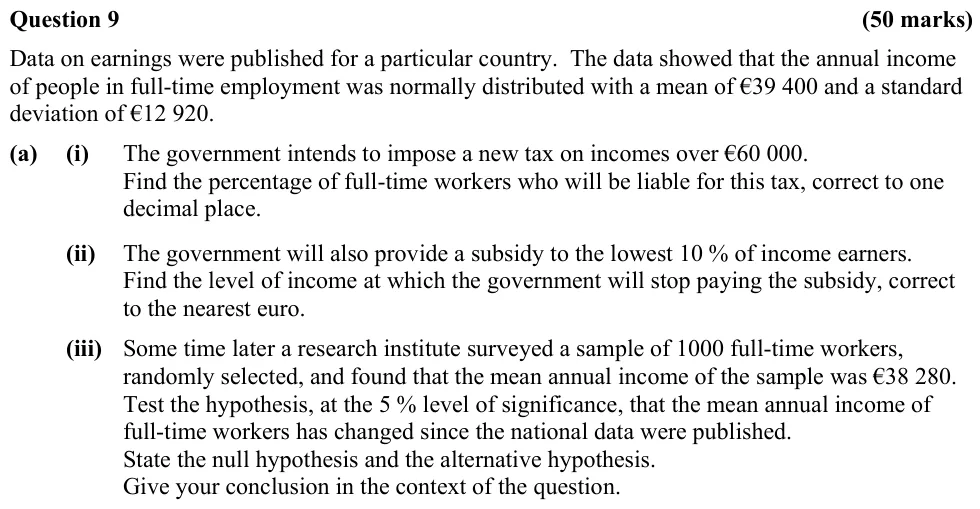 Question 9 (50 marks)
Data on earnings were published for a particular country. The data showed that the annual income
of people in full-time employment was normally distributed with a mean of €39 400 and a standard
deviation of €12 920.
(a) (i) The government intends to impose a new tax on incomes over €60 000.
Find the percentage of full-time workers who will be liable for this tax, correct to one
decimal place.
(ii) The government will also provide a subsidy to the lowest 10 % of income earners.
Find the level of income at which the government will stop paying the subsidy, correct
to the nearest euro.
(iii) Some time later a research institute surveyed a sample of 1000 full-time workers,
randomly selected, and found that the mean annual income of the sample was €38 280.
Test the hypothesis, at the 5 % level of significance, that the mean annual income of
full-time workers has changed since the national data were published.
State the null hypothesis and the alternative hypothesis.
Give your conclusion in the context of the question.